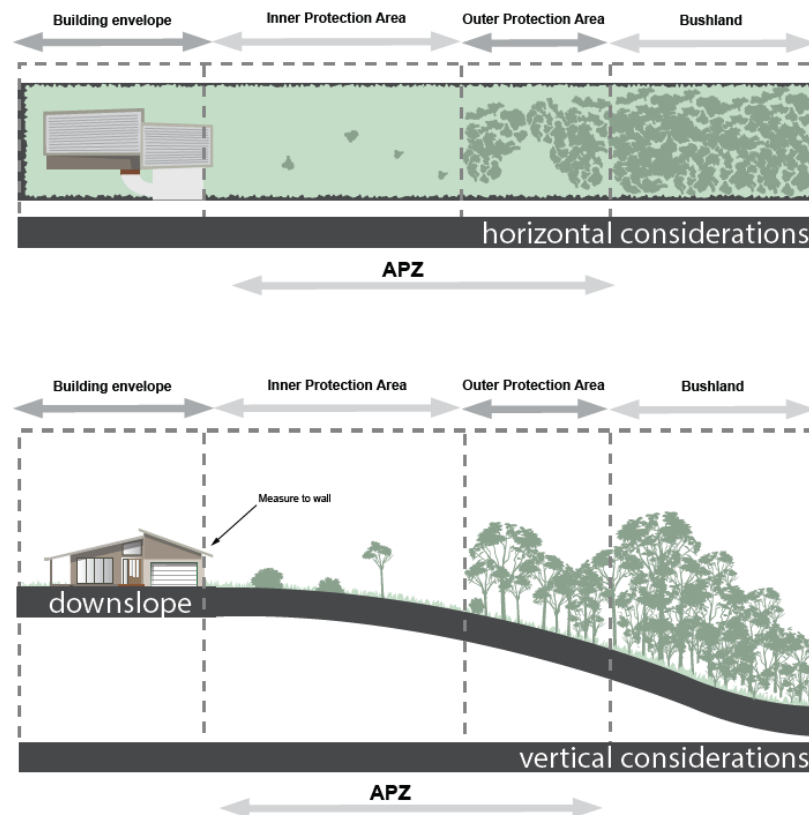 Building envelope
Inner Protection Area
Outer Protection Area
Bushland
horizontal considerations
APZ
Building envelope
Inner Protection Area
Outer Protection Area
Bushland
Measure to wall
downslope
vertical considerations
APZ